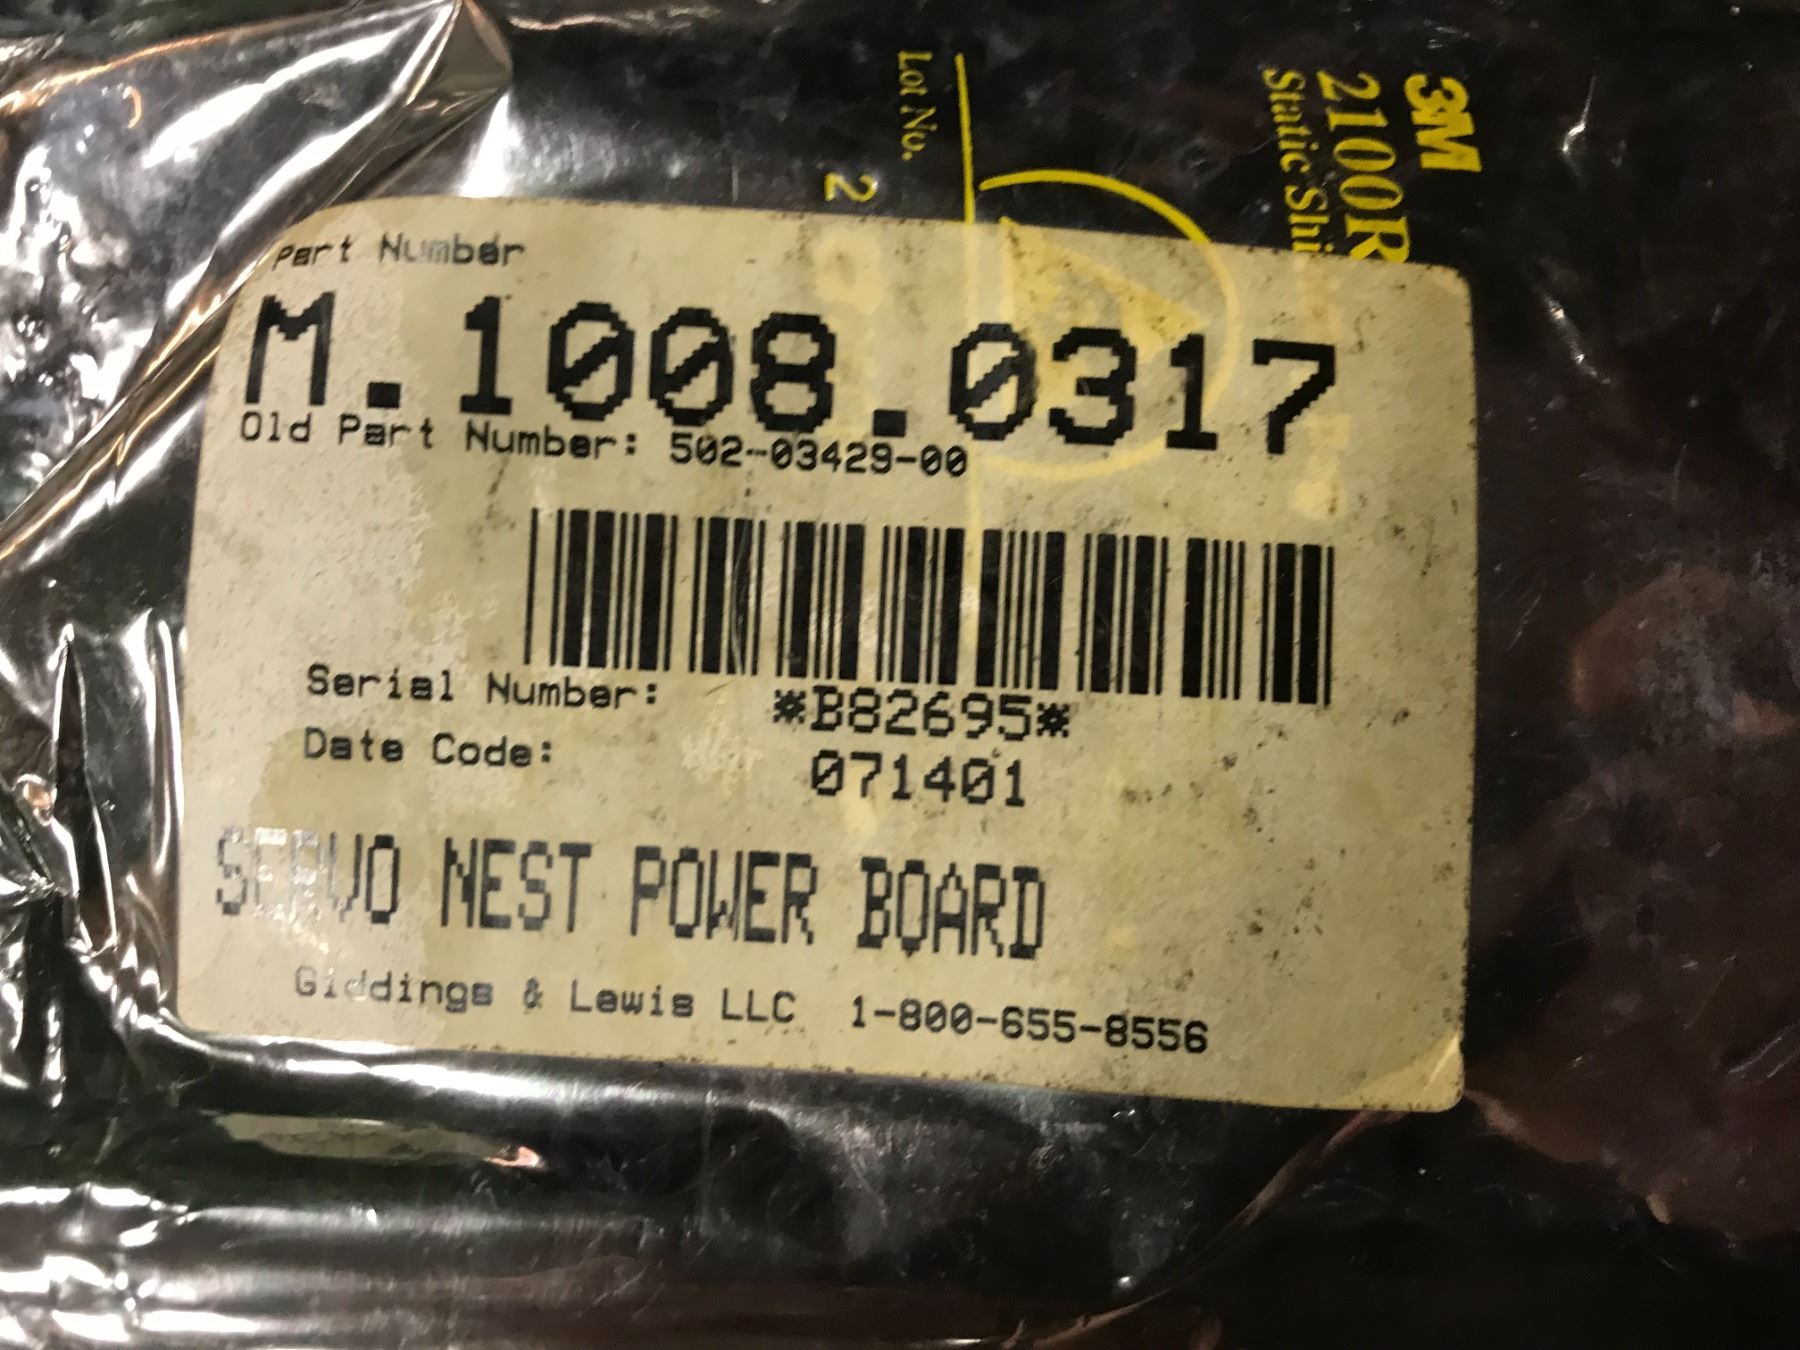 3M
2100R
Static Shi
Lot No.
2
Part Number
M.1008.0317
Old Part Number: 502-03429-00
Serial Number: *B82695*
Date Code: 071401
SERVO NEST POWER BOARD
Giddings & Lewis LLC 1-800-655-8556